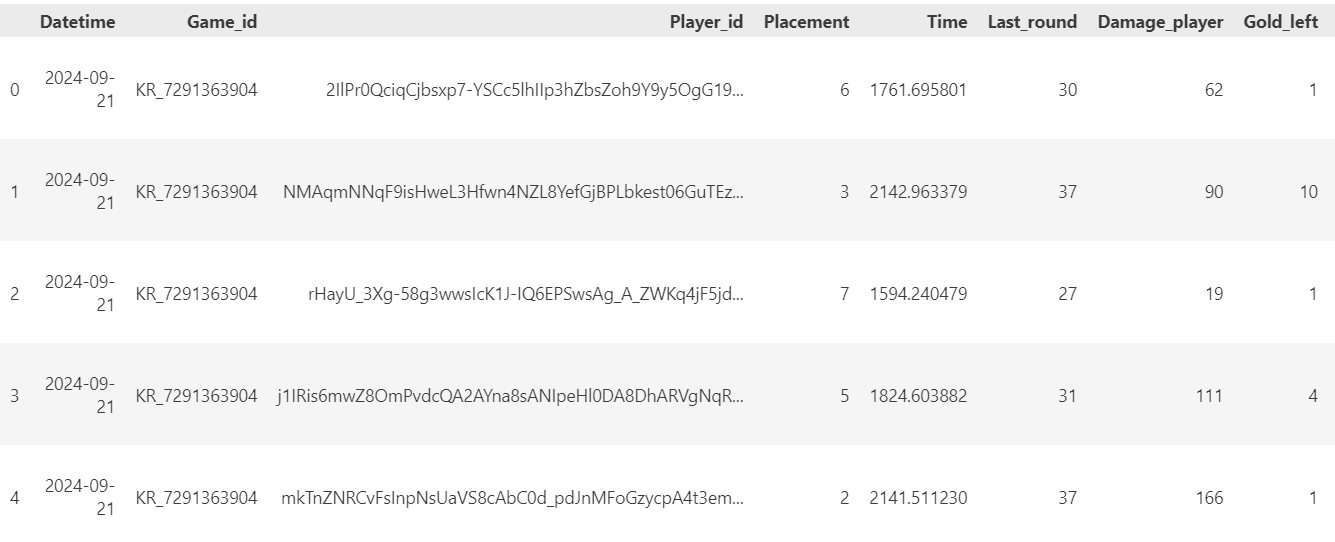 Datetime Game_id Player_id Placement Time Last_round Damage_player Gold_left
0 2024-09-21 KR_7291363904 2IlPr0QciqCjbsxp7-YSCc5lhIIp3hZbsZoh9Y9y5OgG19... 6 1761.695801 30 62 1
1 2024-09-21 KR_7291363904 NMAqmNNqF9isHweL3Hfwn4NZL8YefGjBPLbkest06GuTEz... 3 2142.963379 37 90 10
2 2024-09-21 KR_7291363904 rHayU_3Xg-58g3wwsIcK1J-IQ6EPSwsAg_A_ZWKq4jF5jd... 7 1594.240479 27 19 1
3 2024-09-21 KR_7291363904 j1IRis6mwZ8OmPvdcQA2AYna8sANIpeHl0DA8DhARVgNqR... 5 1824.603882 31 111 4
4 2024-09-21 KR_7291363904 mkTnZNRCvFsInpNsUaVS8cAbC0d_pdJnMFoGzycpA4t3em... 2 2141.511230 37 166 1